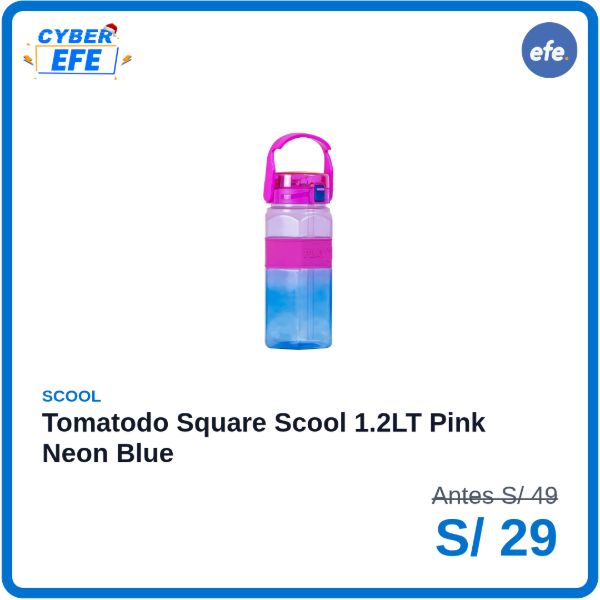 CYBER
EFE
efe.
SCOOL
Tomatodo Square Scool 1.2LT Pink
Neon Blue
Antes S/ 49
S/ 29